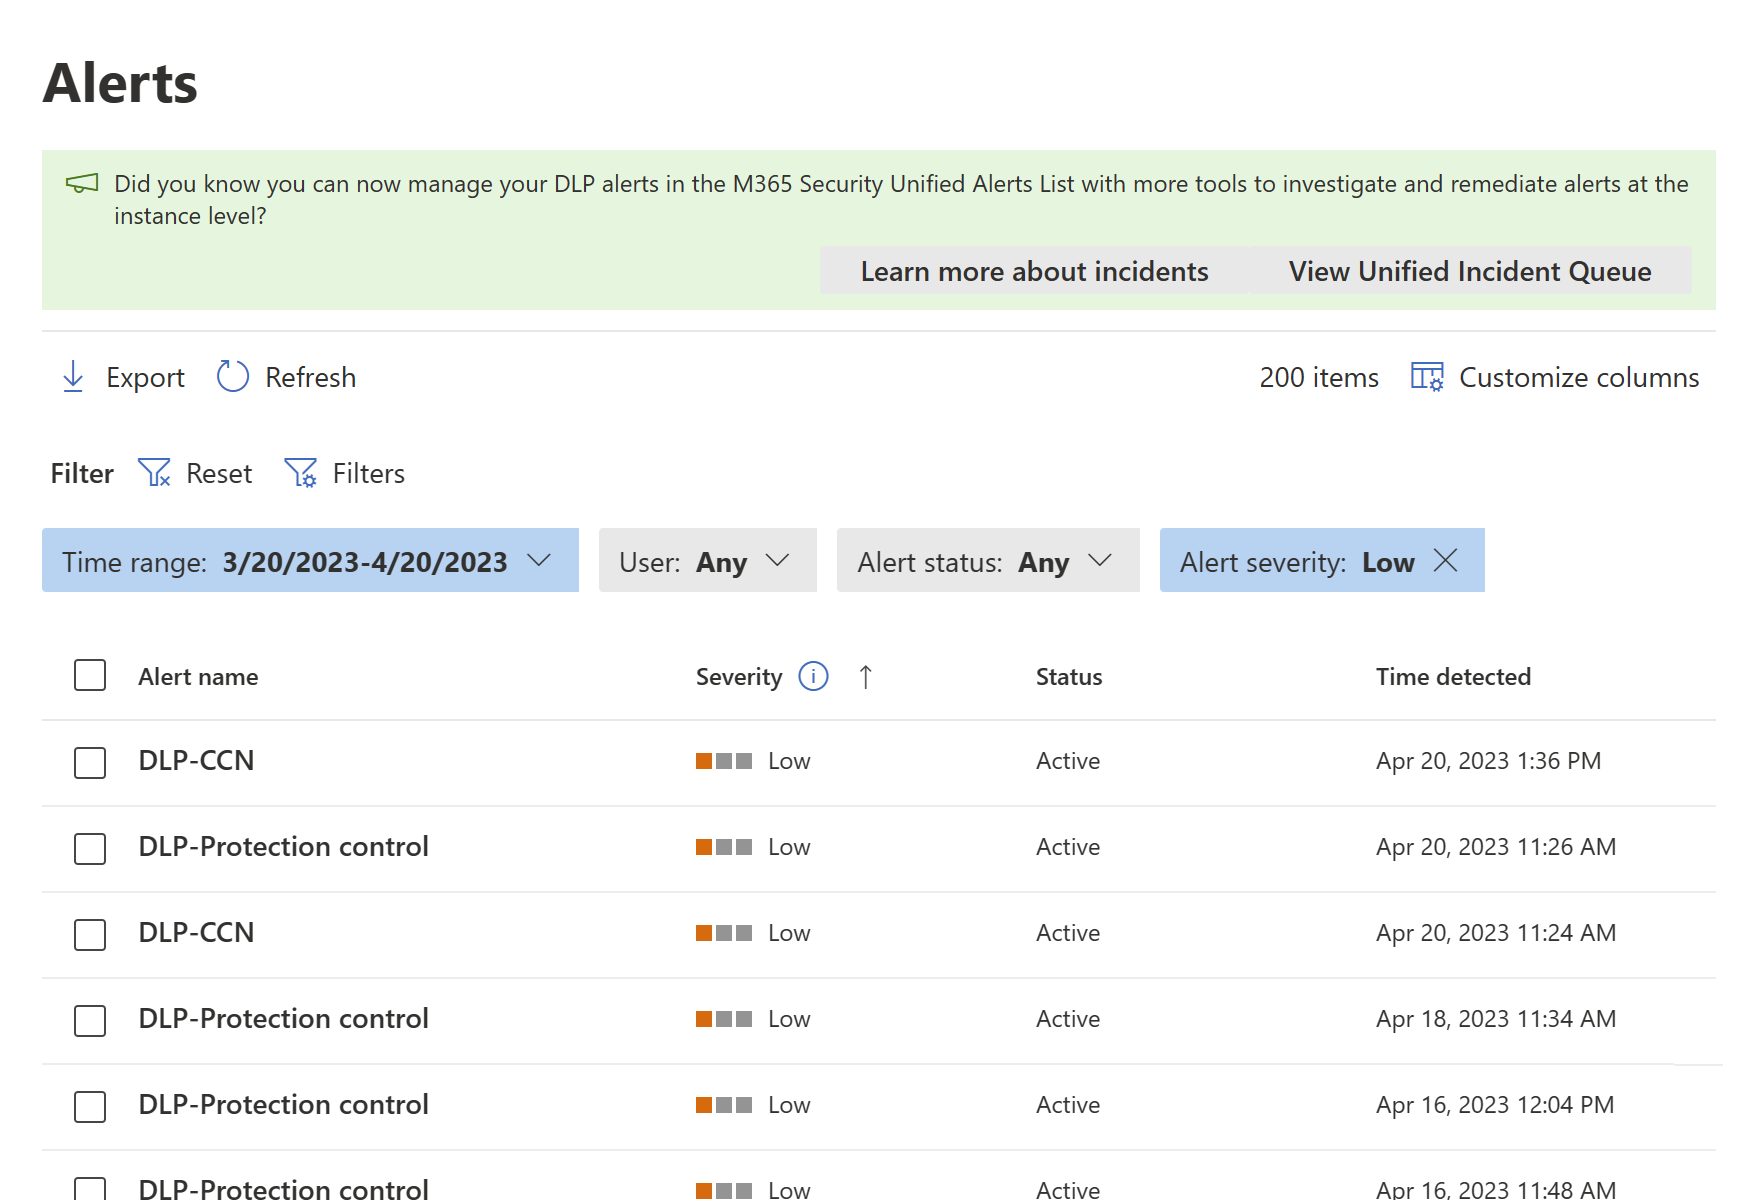 Alerts
Did you know you can now manage your DLP alerts in the M365 Security Unified Alerts List with more tools to investigate and remediate alerts at the
instance level?
Learn more about incidents View Unified Incident Queue
Export Refresh 200 items Customize columns
Filter Reset Filters
Time range: 3/20/2023-4/20/2023 User: Any Alert status: Any Alert severity: Low
Alert name Severity Status Time detected
DLP-CCN Low Active Apr 20, 2023 1:36 PM
DLP-Protection control Low Active Apr 20, 2023 11:26 AM
DLP-CCN Low Active Apr 20, 2023 11:24 AM
DLP-Protection control Low Active Apr 18, 2023 11:34 AM
DLP-Protection control Low Active Apr 16, 2023 12:04 PM
DLP-Protection control Low Active Apr 16, 2023 11:48 AM